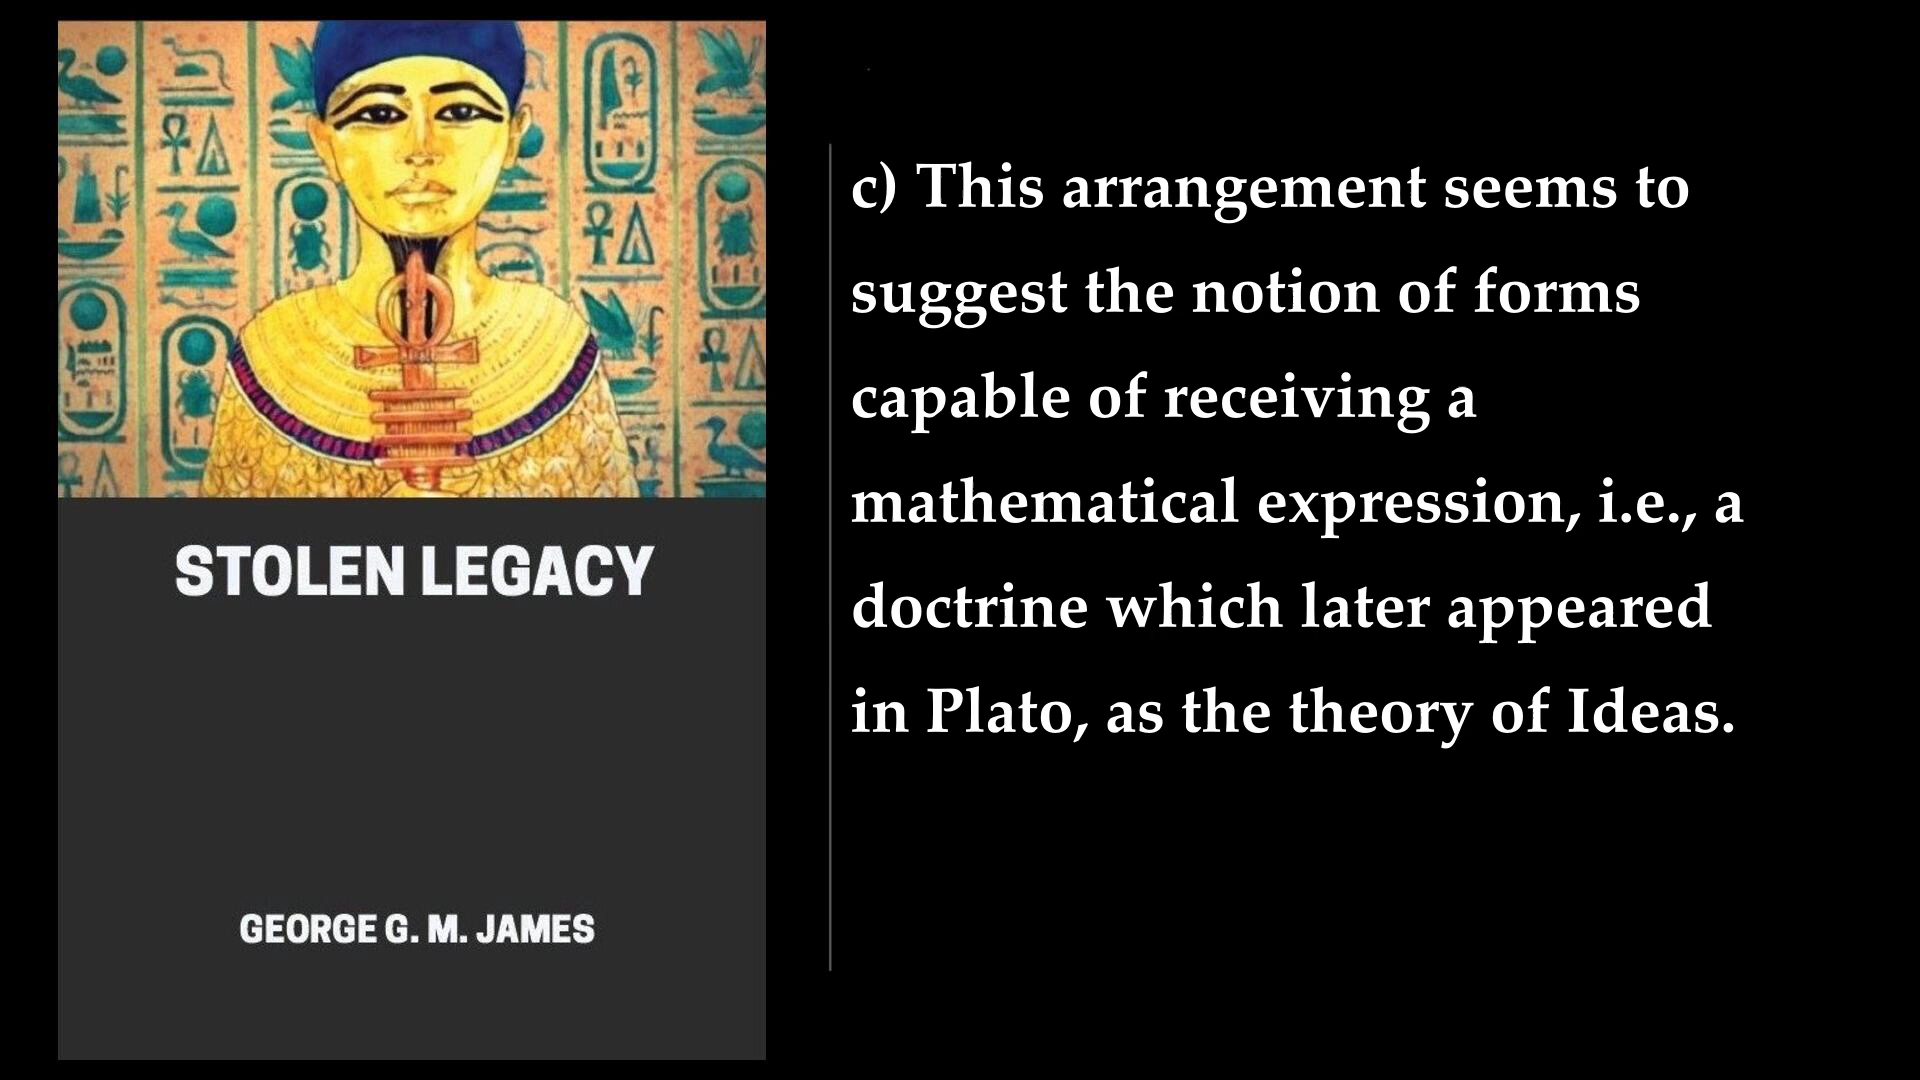 STOLEN LEGACY
GEORGE G. M. JAMES
c) This arrangement seems to
suggest the notion of forms
capable of receiving a
mathematical expression, i.e., a
doctrine which later appeared
in Plato, as the theory of Ideas.